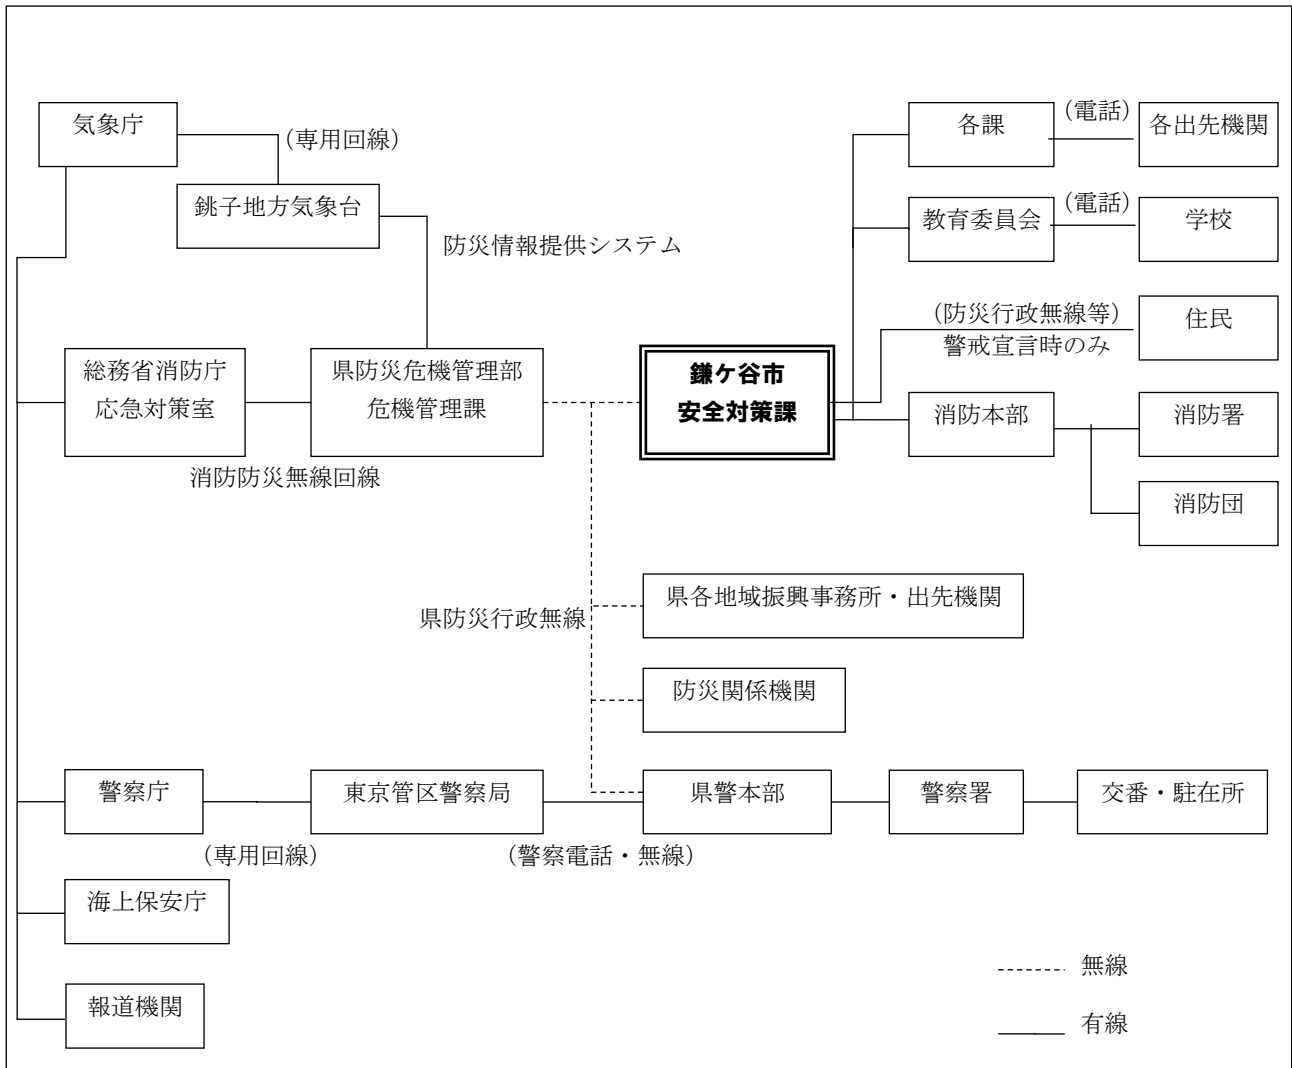 気象庁
(専用回線)
銚子地方気象台
防災情報提供システム
総務省消防庁
応急対策室
県防災危機管理部
危機管理課
消防防災無線回線
鎌ケ谷市
安全対策課
各課
(電話)
各出先機関
教育委員会
(電話)
学校
(防災行政無線等)
警戒宣言時のみ
住民
消防本部
消防署
消防団
県防災行政無線
県各地域振興事務所・出先機関
防災関係機関
警察庁
(専用回線)
東京管区警察局
(警察電話・無線)
県警本部
警察署
交番・駐在所
海上保安庁
報道機関
無線
有線